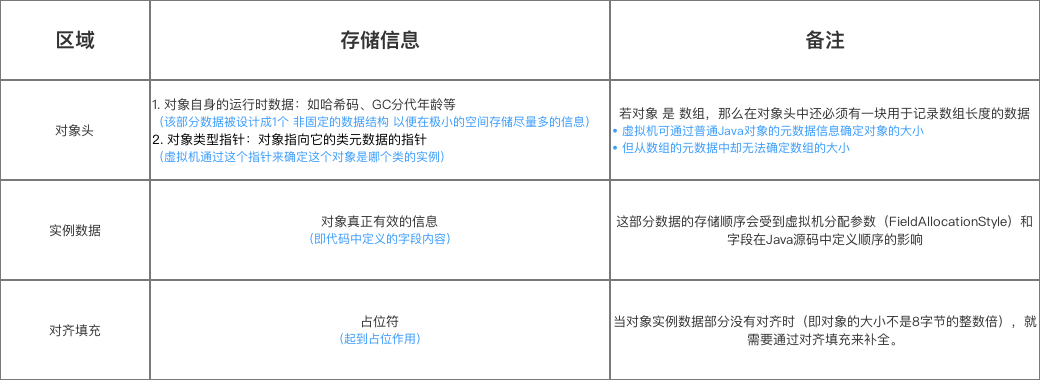 区域
存储信息
备注
对象头
1. 对象自身的运行时数据：如哈希码、GC分代年龄等
（该部分数据被设计成1个 非固定的数据结构 以便在极小的空间存储尽量多的信息）
2. 对象类型指针：对象指向它的类元数据的指针
（虚拟机通过这个指针来确定这个对象是哪个类的实例）
若对象 是 数组，那么在对象头中还必须有一块用于记录数组长度的数据
• 虚拟机可通过普通Java对象的元数据信息确定对象的大小
• 但从数组的元数据中却无法确定数组的大小
实例数据
对象真正有效的信息
（即代码中定义的字段内容）
这部分数据的存储顺序会受到虚拟机分配参数（FieldAllocationStyle）和
字段在Java源码中定义顺序的影响
对齐填充
占位符
（起到占位作用）
当对象实例数据部分没有对齐时（即对象的大小不是8字节的整数倍），就
需要通过对齐填充来补全。